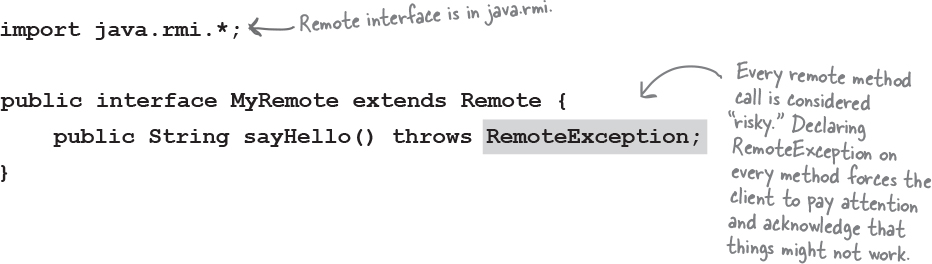 import java.rmi.*;
Remote interface is in java.rmi.
public interface MyRemote extends Remote {
public String sayHello() throws RemoteException;
}
Every remote method
call is considered
“risky.” Declaring
RemoteException on
every method forces the
client to pay attention
and acknowledge that
things might not work.